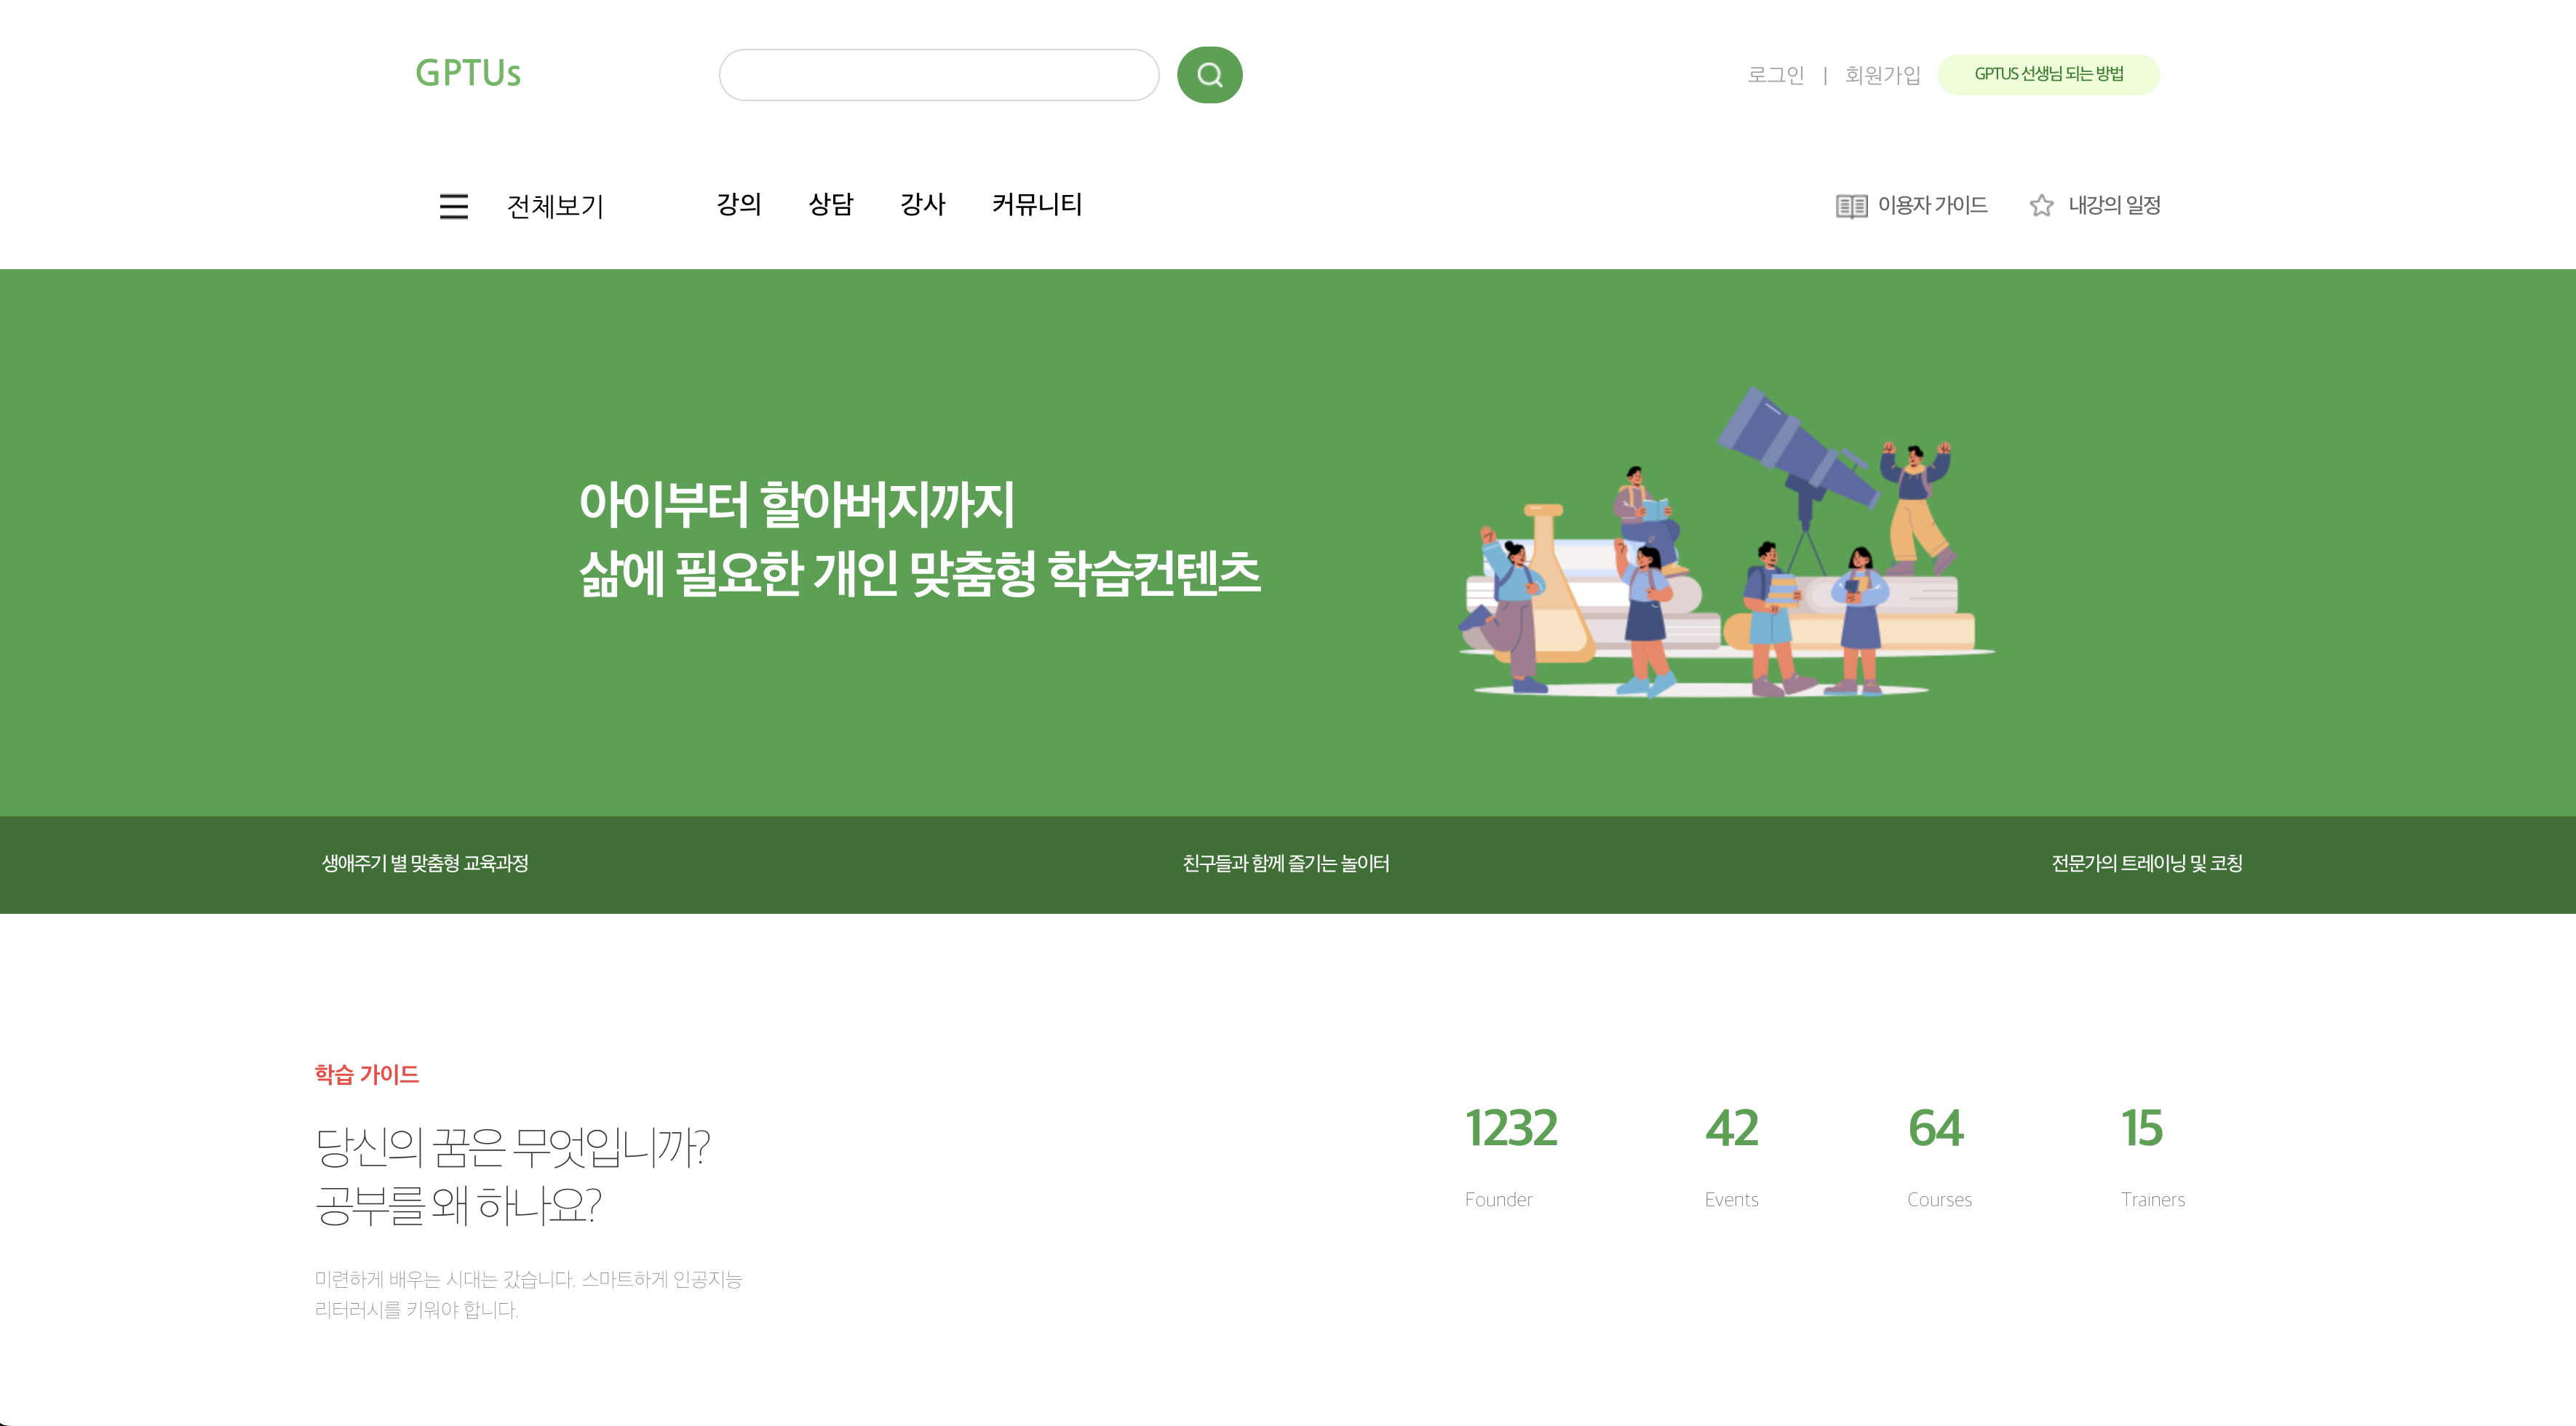 GPTUs
로그인 | 회원가입 GPTUS 선생님 되는 방법
전체보기 강의 상담 강사 커뮤니티 이용자 가이드 내강의 일정
아이부터 할아버지까지
삶에 필요한 개인 맞춤형 학습컨텐츠
생애주기 별 맞춤형 교육과정 친구들과 함께 즐기는 놀이터 전문가의 트레이닝 및 코칭
학습 가이드
당신의 꿈은 무엇입니까?
공부를 왜 하나요?
미련하게 배우는 시대는 갔습니다. 스마트하게 인공지능
리터러시를 키워야 합니다.
1232 42 64 15
Founder Events Courses Trainers